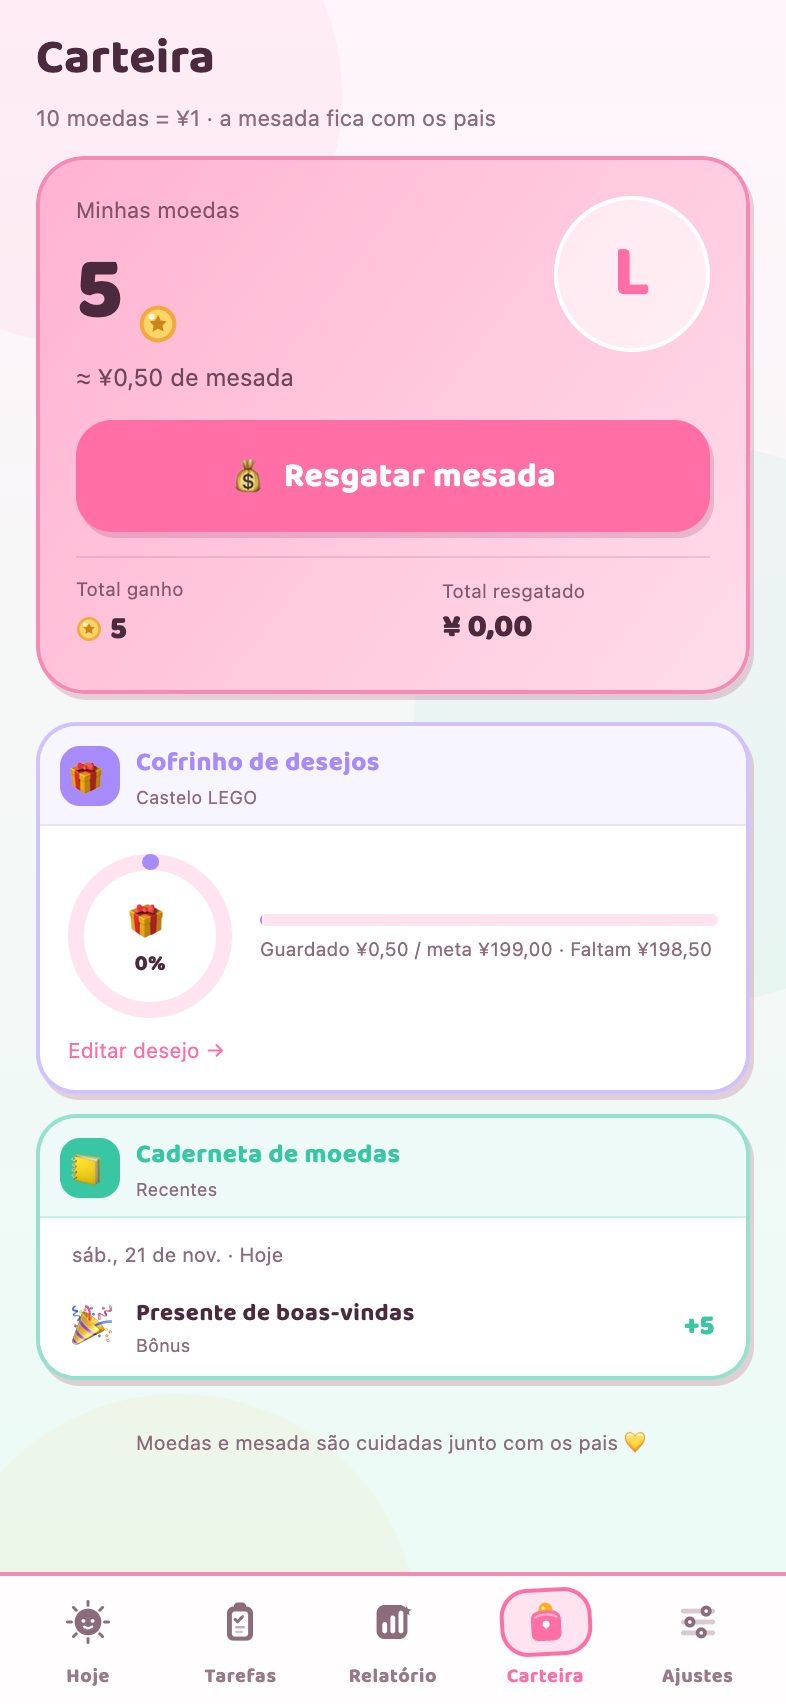 Carteira
10 moedas = ¥1 · a mesada fica com os pais
Minhas moedas
L
5
≈ ¥0,50 de mesada
Resgatar mesada
Total ganho
5
Total resgatado
¥ 0,00
Cofrinho de desejos
Castelo LEGO
0%
Guardado ¥0,50 / meta ¥199,00 · Faltam ¥198,50
Editar desejo →
Caderneta de moedas
Recentes
sáb., 21 de nov. · Hoje
Presente de boas-vindas
Bônus
+5
Moedas e mesada são cuidadas junto com os pais 💛
Hoje
Tarefas
Relatório
Carteira
Ajustes